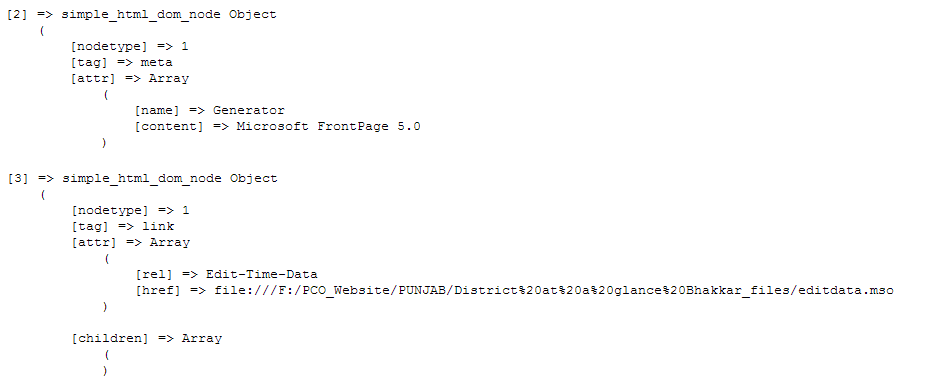 [2] => simple_html_dom_node Object
(
[nodetype] => 1
[tag] => meta
[attr] => Array
(
[name] => Generator
[content] => Microsoft FrontPage 5.0
)
[3] => simple_html_dom_node Object
(
[nodetype] => 1
[tag] => link
[attr] => Array
(
[rel] => Edit-Time-Data
[href] => file:///F:/PCO_Website/PUNJAB/District%20at%20a%20glance%20Bhakkar_files/editdata.mso
)
[children] => Array
(
)